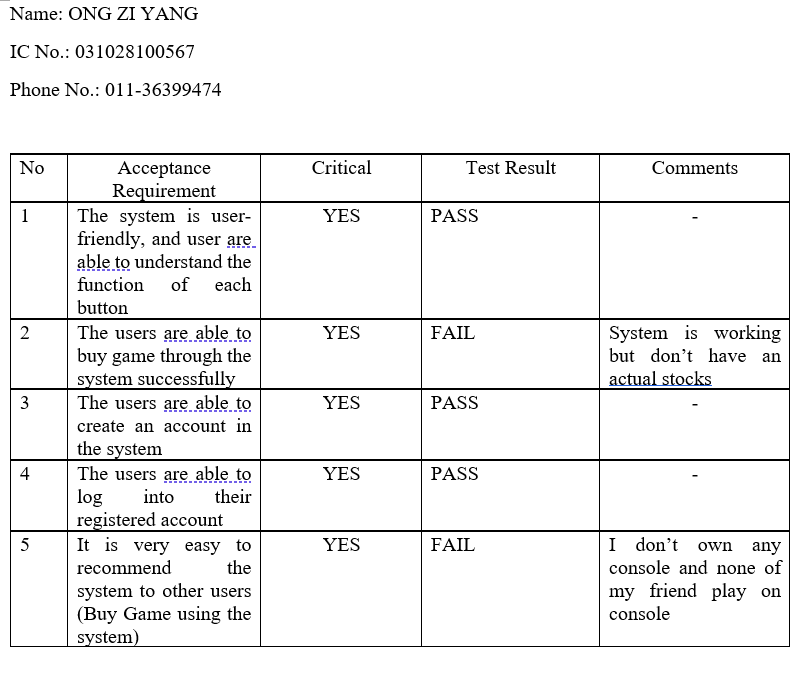 Name: ONG ZI YANG
IC No.: 031028100567
Phone No.: 011-36399474
No Acceptance Requirement Critical Test Result Comments
1 The system is user-
friendly, and user are
able to understand the
function of each
button
YES PASS -
2 The users are able to
buy game through the
system successfully
YES FAIL System is working
but don't have an
actual stocks
3 The users are able to
create an account in
the system
YES PASS -
4 The users are able to
log into their
registered account
YES PASS -
5 It is very easy to
recommend the
system to other users
(Buy Game using the
system)
YES FAIL I don't own any
console and none of
my friend play on
console